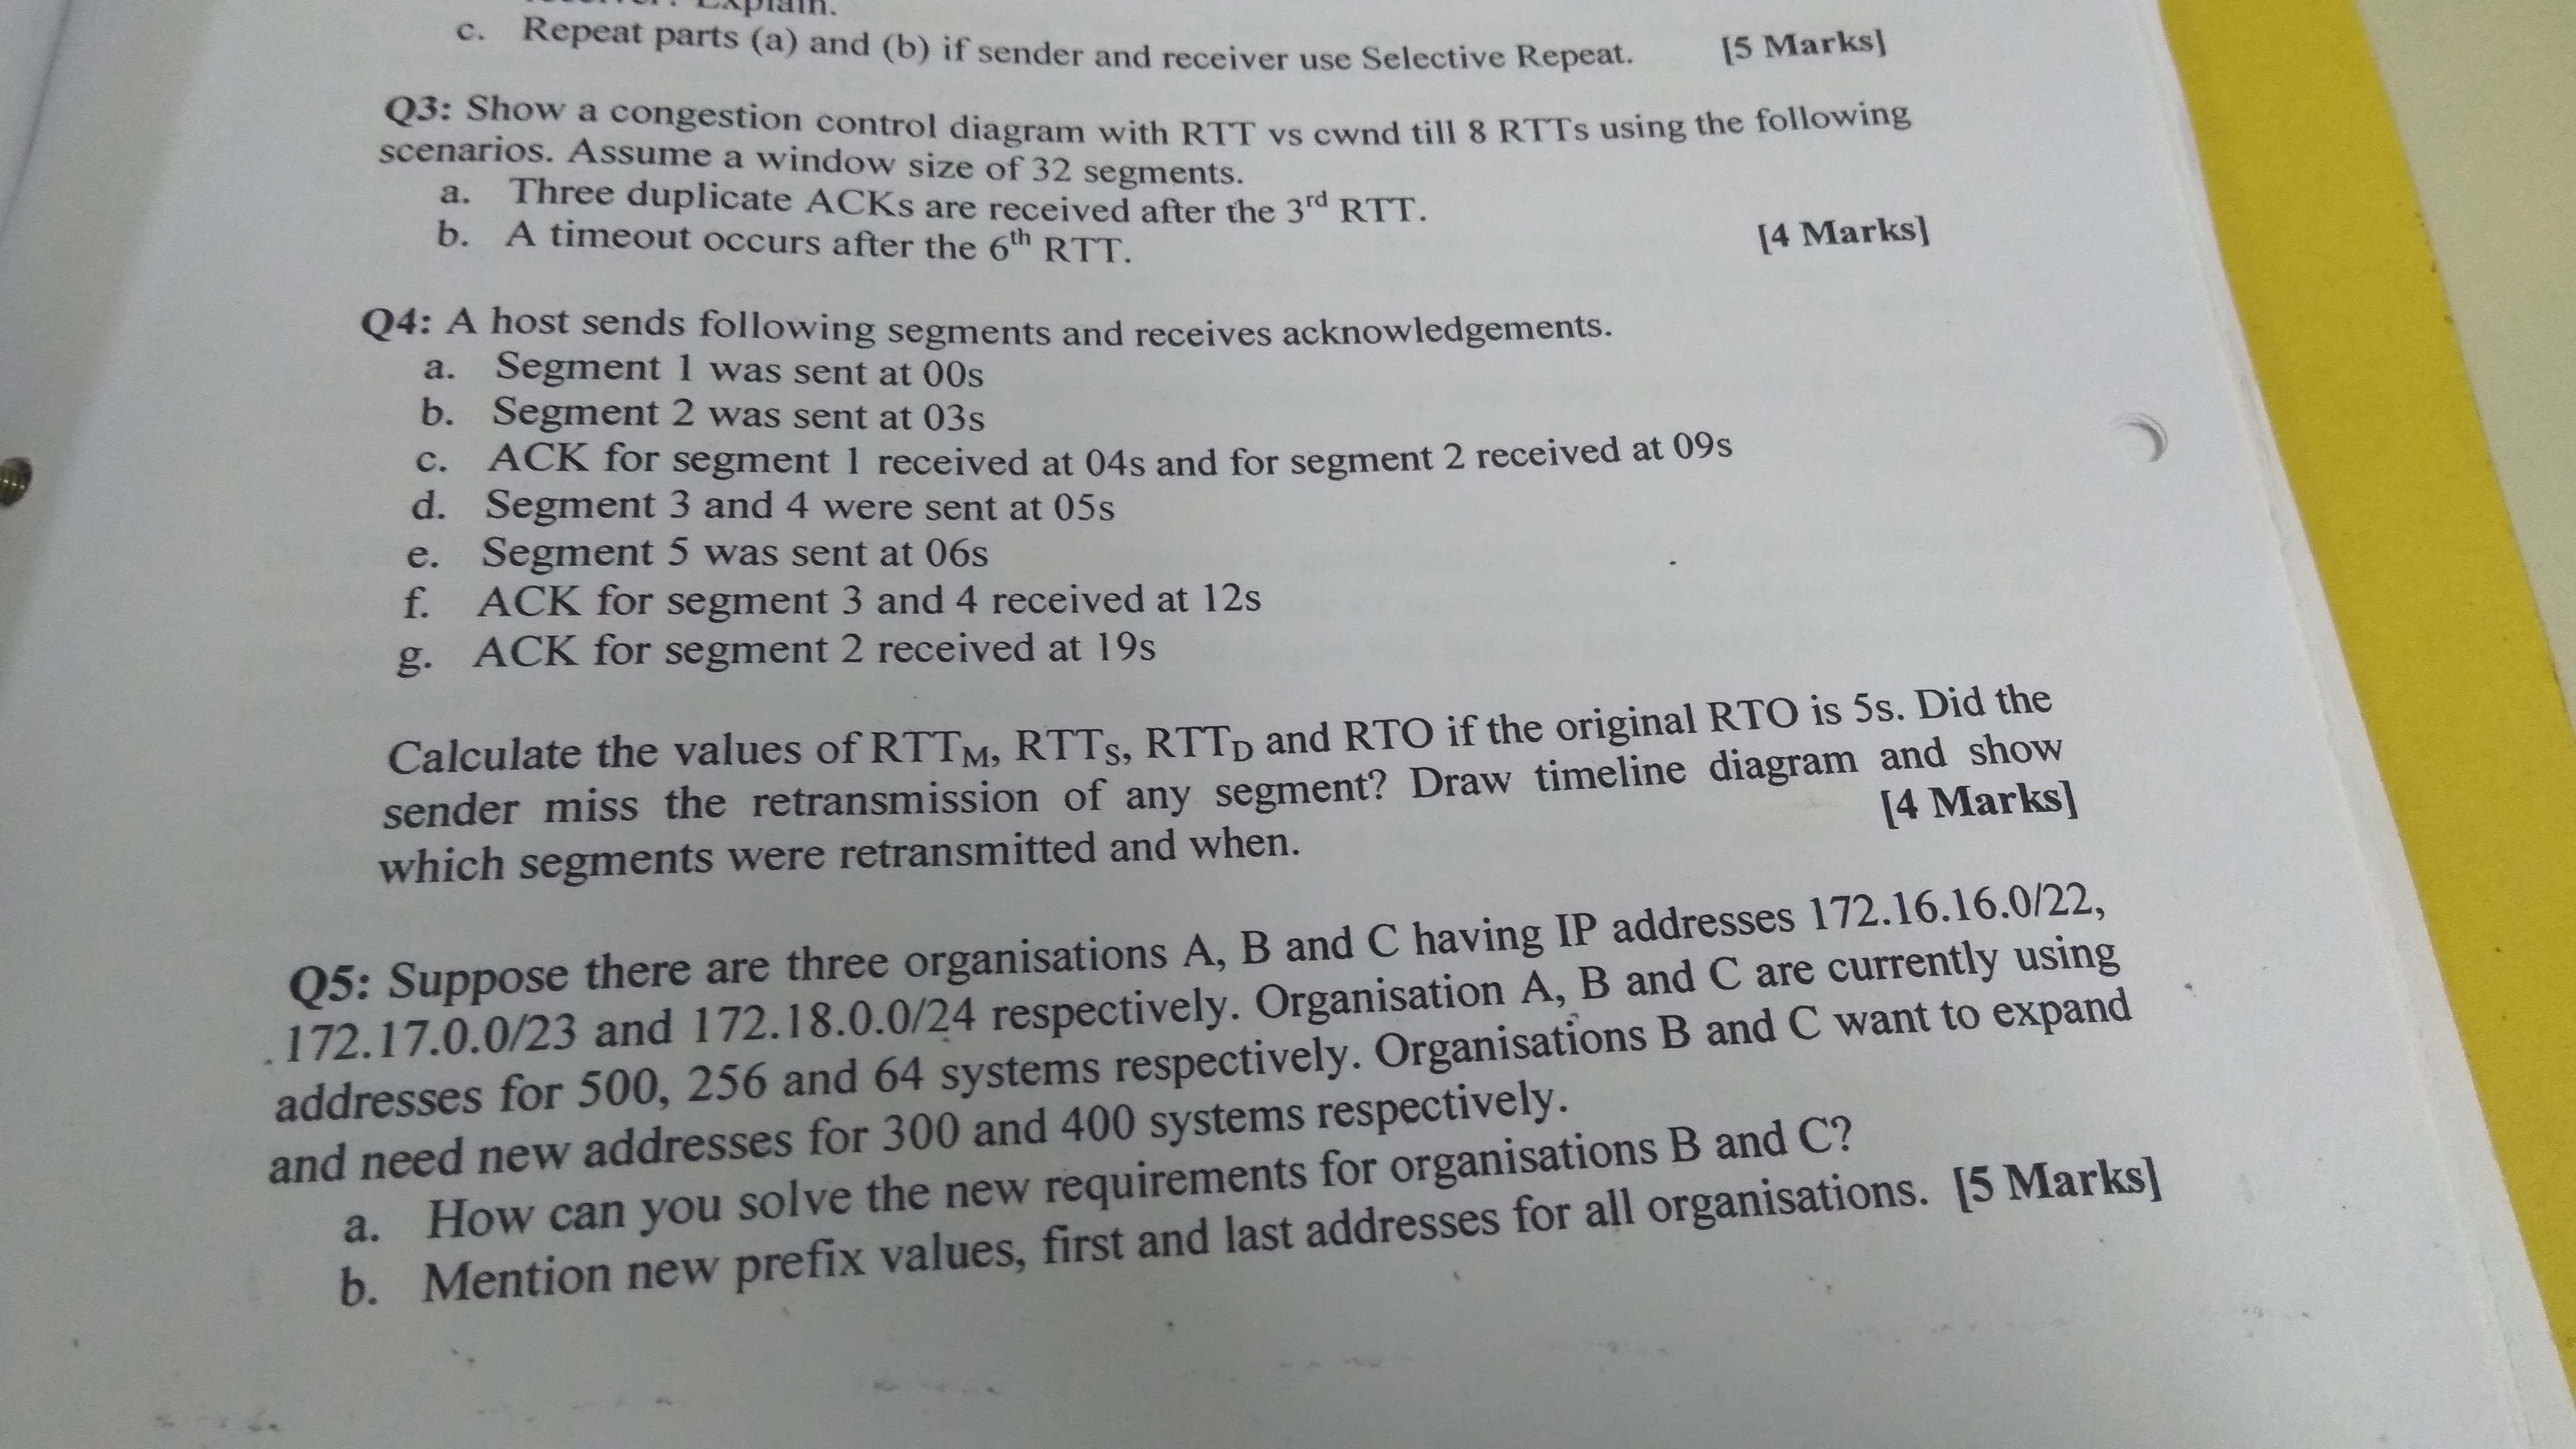 Explain.
c. Repeat parts (a) and (b) if sender and receiver use Selective Repeat. [5 Marks]
Q3: Show a congestion control diagram with RTT vs cwnd till 8 RTTs using the following
scenarios. Assume a window size of 32 segments.
a. Three duplicate ACKs are received after the 3rd RTT.
b. A timeout occurs after the 6th RTT. [4 Marks]
Q4: A host sends following segments and receives acknowledgements.
a. Segment 1 was sent at 00s
b. Segment 2 was sent at 03s
c. ACK for segment 1 received at 04s and for segment 2 received at 09s
d. Segment 3 and 4 were sent at 05s
e. Segment 5 was sent at 06s
f. ACK for segment 3 and 4 received at 12s
g. ACK for segment 2 received at 19s
Calculate the values of RTTM, RTTS, RTTD and RTO if the original RTO is 5s. Did the
sender miss the retransmission of any segment? Draw timeline diagram and show
which segments were retransmitted and when. [4 Marks]
Q5: Suppose there are three organisations A, B and C having IP addresses 172.16.16.0/22,
172.17.0.0/23 and 172.18.0.0/24 respectively. Organisation A, B and C are currently using
addresses for 500, 256 and 64 systems respectively. Organisations B and C want to expand
and need new addresses for 300 and 400 systems respectively.
a. How can you solve the new requirements for organisations B and C?
b. Mention new prefix values, first and last addresses for all organisations. [5 Marks]